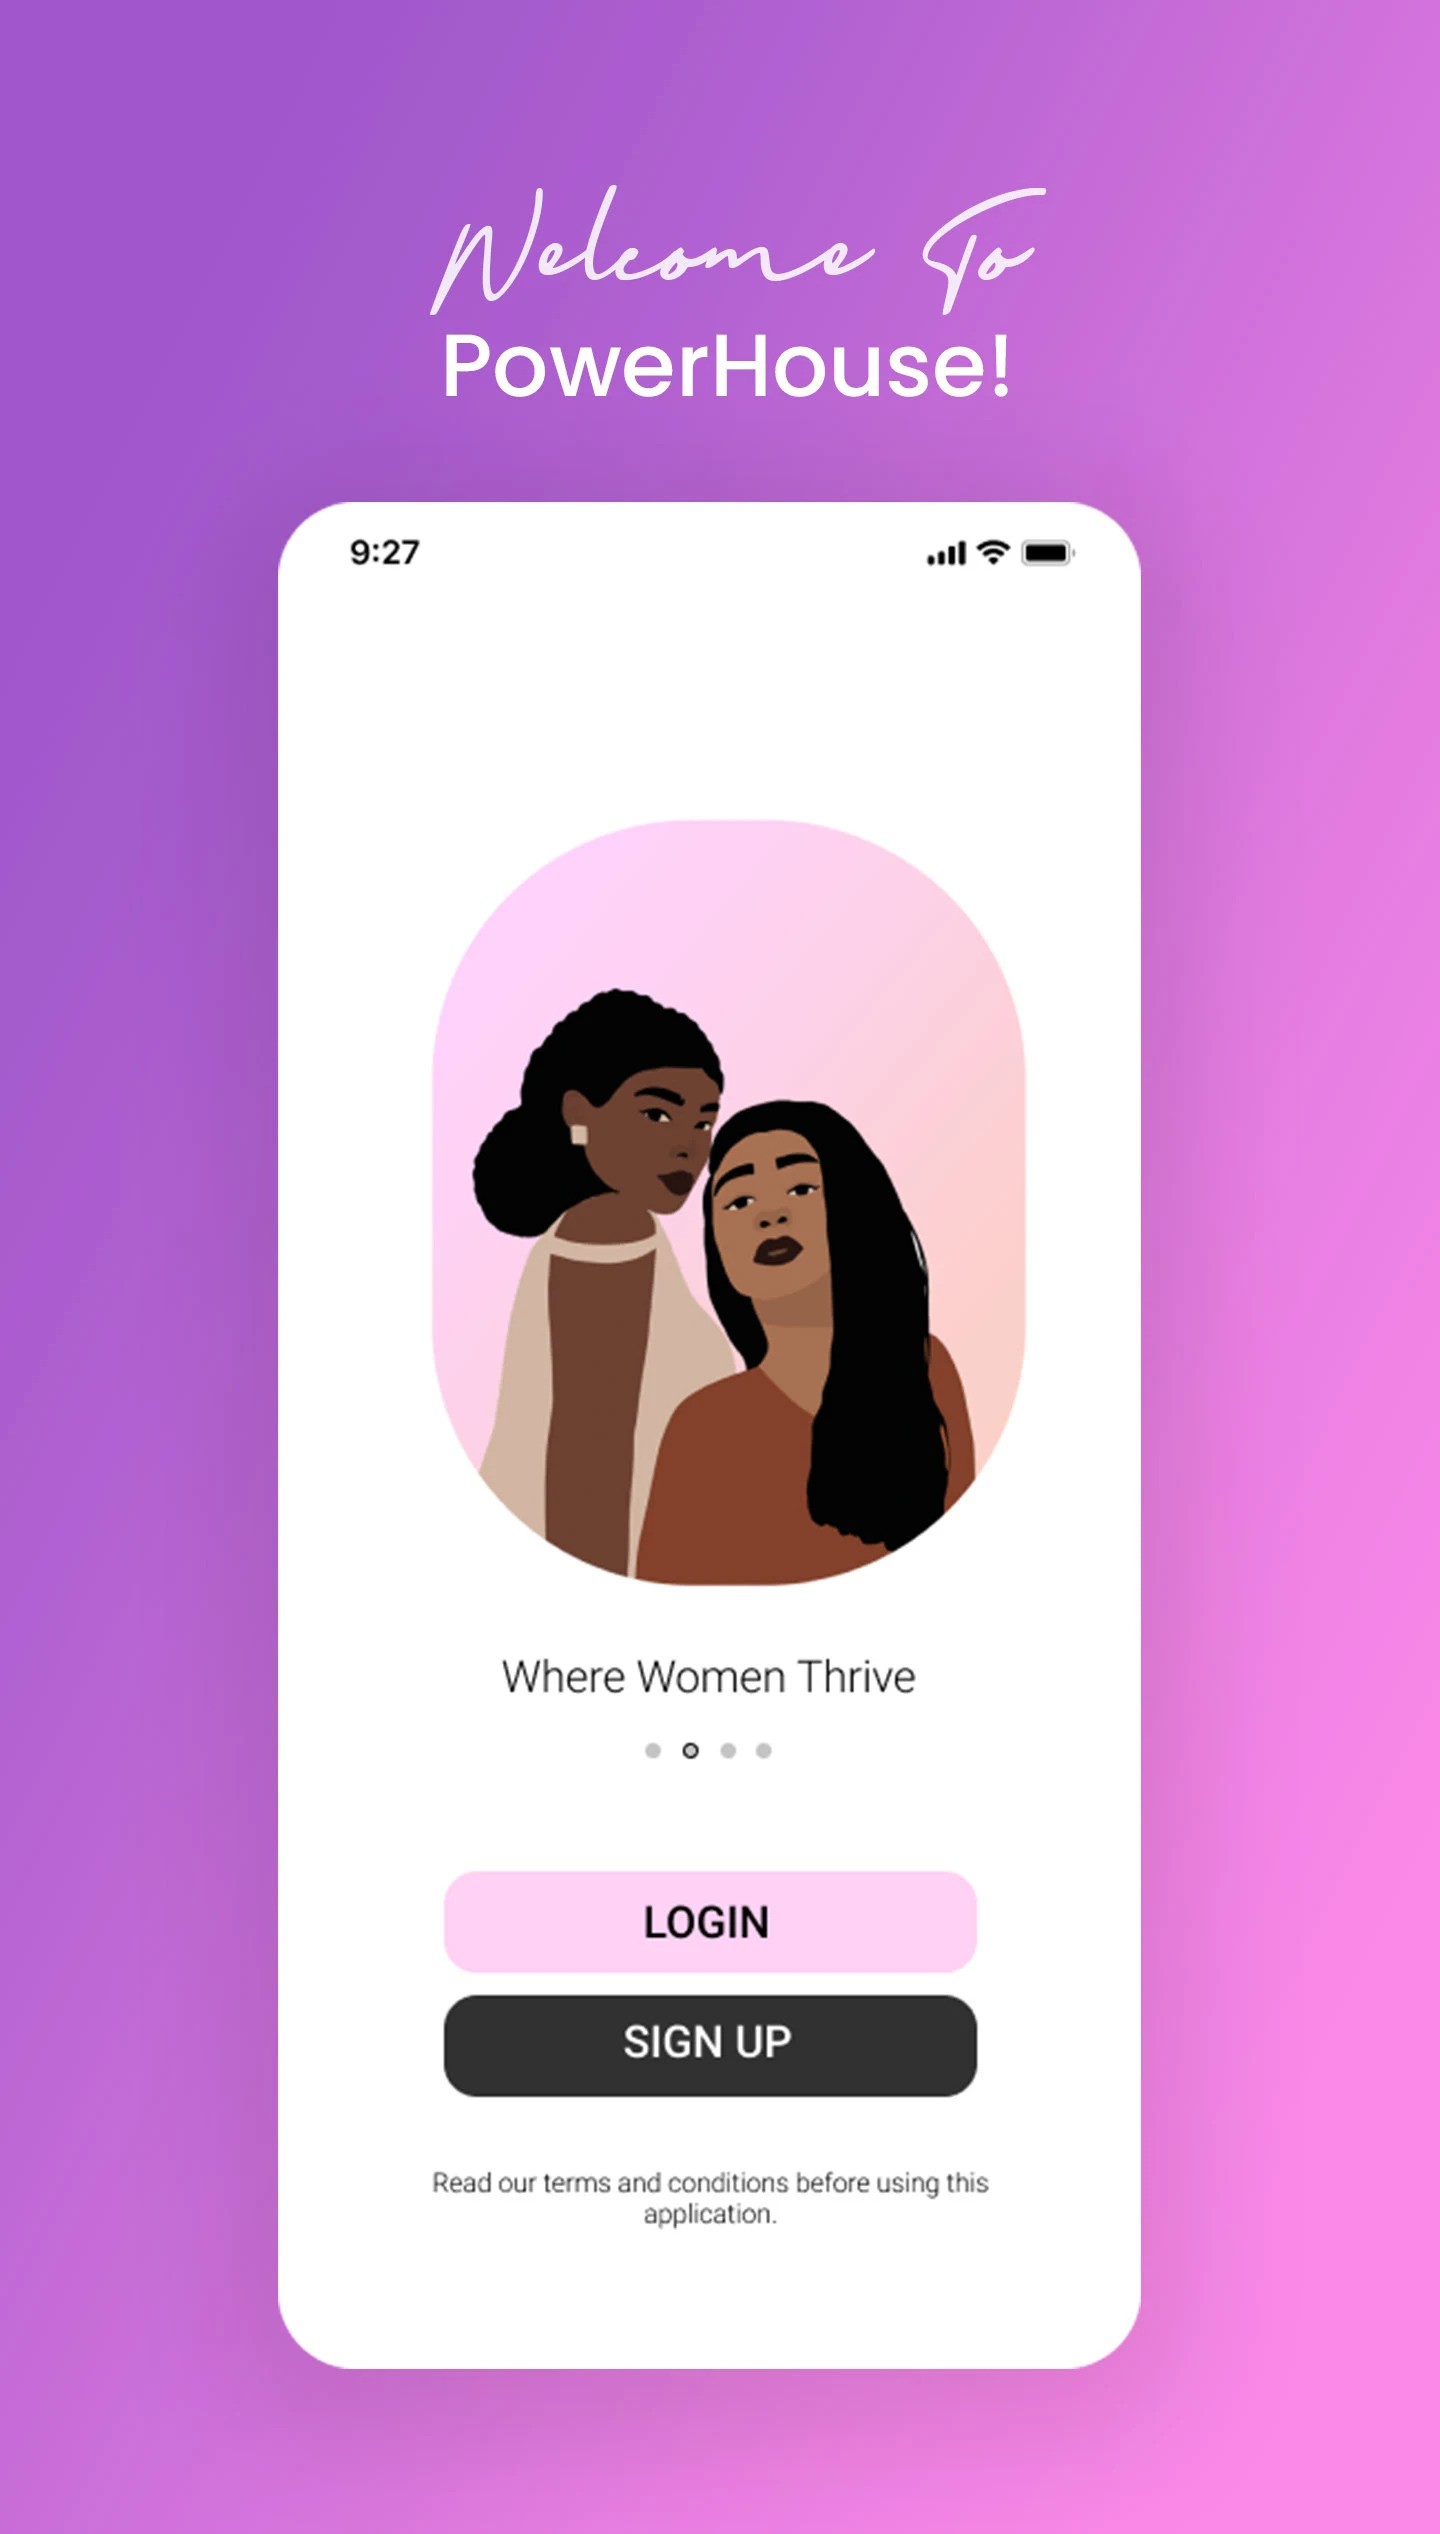 Welcome To
PowerHouse!
9:27
Where Women Thrive
LOGIN
SIGN UP
Read our terms and conditions before using this
application.